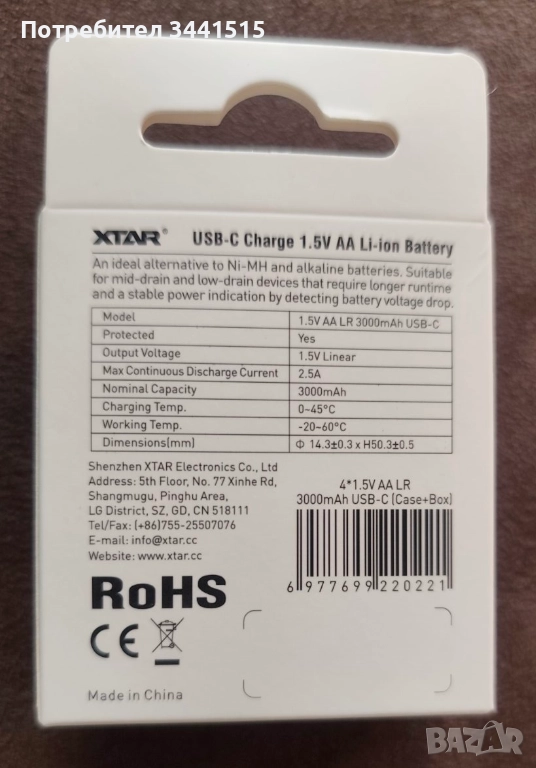 Потребител 3441515
XTAR® USB-C Charge 1.5V AA Li-ion Battery
An ideal alternative to Ni-MH and alkaline batteries. Suitable
for mid-drain and low-drain devices that require longer runtime
and a stable power indication by detecting battery voltage drop.
Model 1.5V AA LR 3000mAh USB-C
Protected Yes
Output Voltage 1.5V Linear
Max Continuous Discharge Current 2.5A
Nominal Capacity 3000mAh
Charging Temp. 0~45°C
Working Temp. -20~60°C
Dimensions(mm) Φ 14.3±0.3 x H50.3±0.5
Shenzhen XTAR Electronics Co., Ltd
Address: 5th Floor, No. 77 Xinhe Rd,
Shangmugu, Pinghu Area,
LG District, SZ, GD, CN 518111
Tel/Fax: (+86)755-25507076
E-mail: info@xtar.cc
Website: www.xtar.cc
4*1.5V AA LR
3000mAh USB-C (Case+Box)
6977699220221
RoHS
CE
Made in China
BAZAR